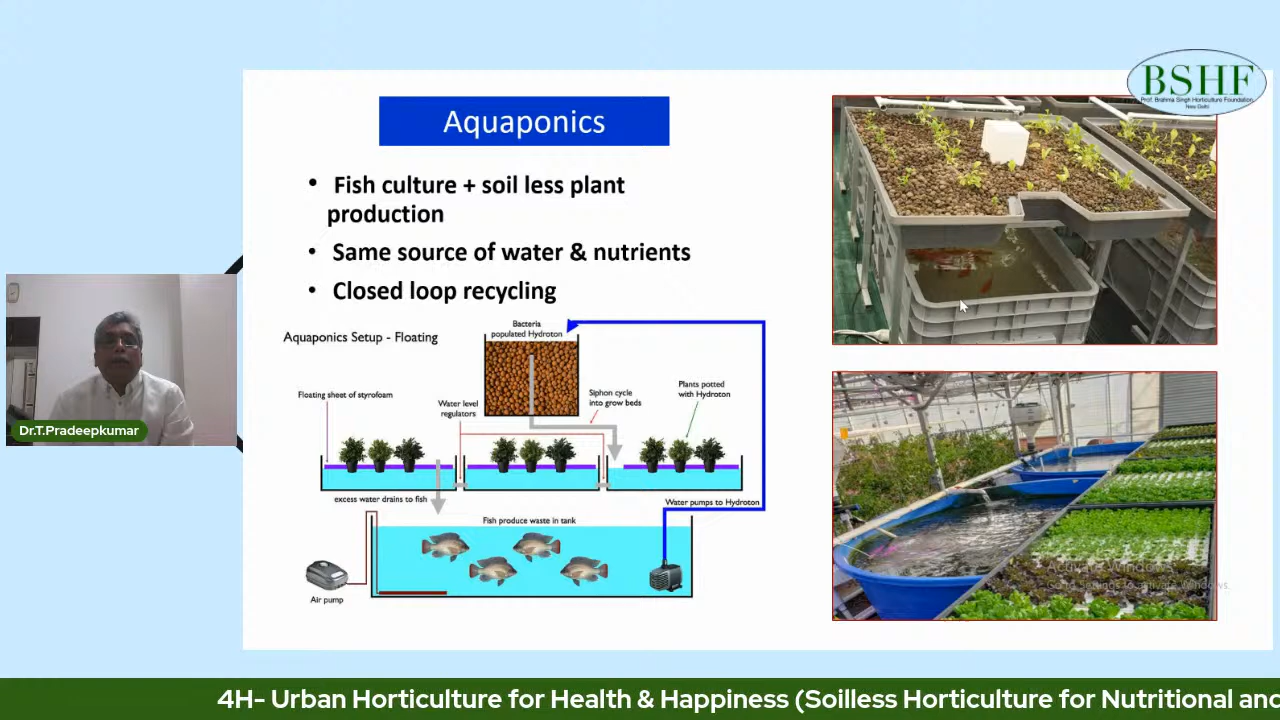 BSHF
Prof. Brahma Singh Horticulture Foundation
New Delhi
Aquaponics
• Fish culture + soil less plant
production
• Same source of water & nutrients
• Closed loop recycling
Aquaponics Setup - Floating
Bacteria
populated Hydroton
Floating sheet of styrofoam
Water level
regulators
Siphon cycle
into grow beds
Plants potted
with Hydroton
excess water drains to fish
Water pumps to Hydroton
Fish produce waste in tank
Air pump
Dr.T.Pradeepkumar
Activate Windows
Go to Settings to activate Windows.
4H- Urban Horticulture for Health & Happiness (Soilless Horticulture for Nutritional and